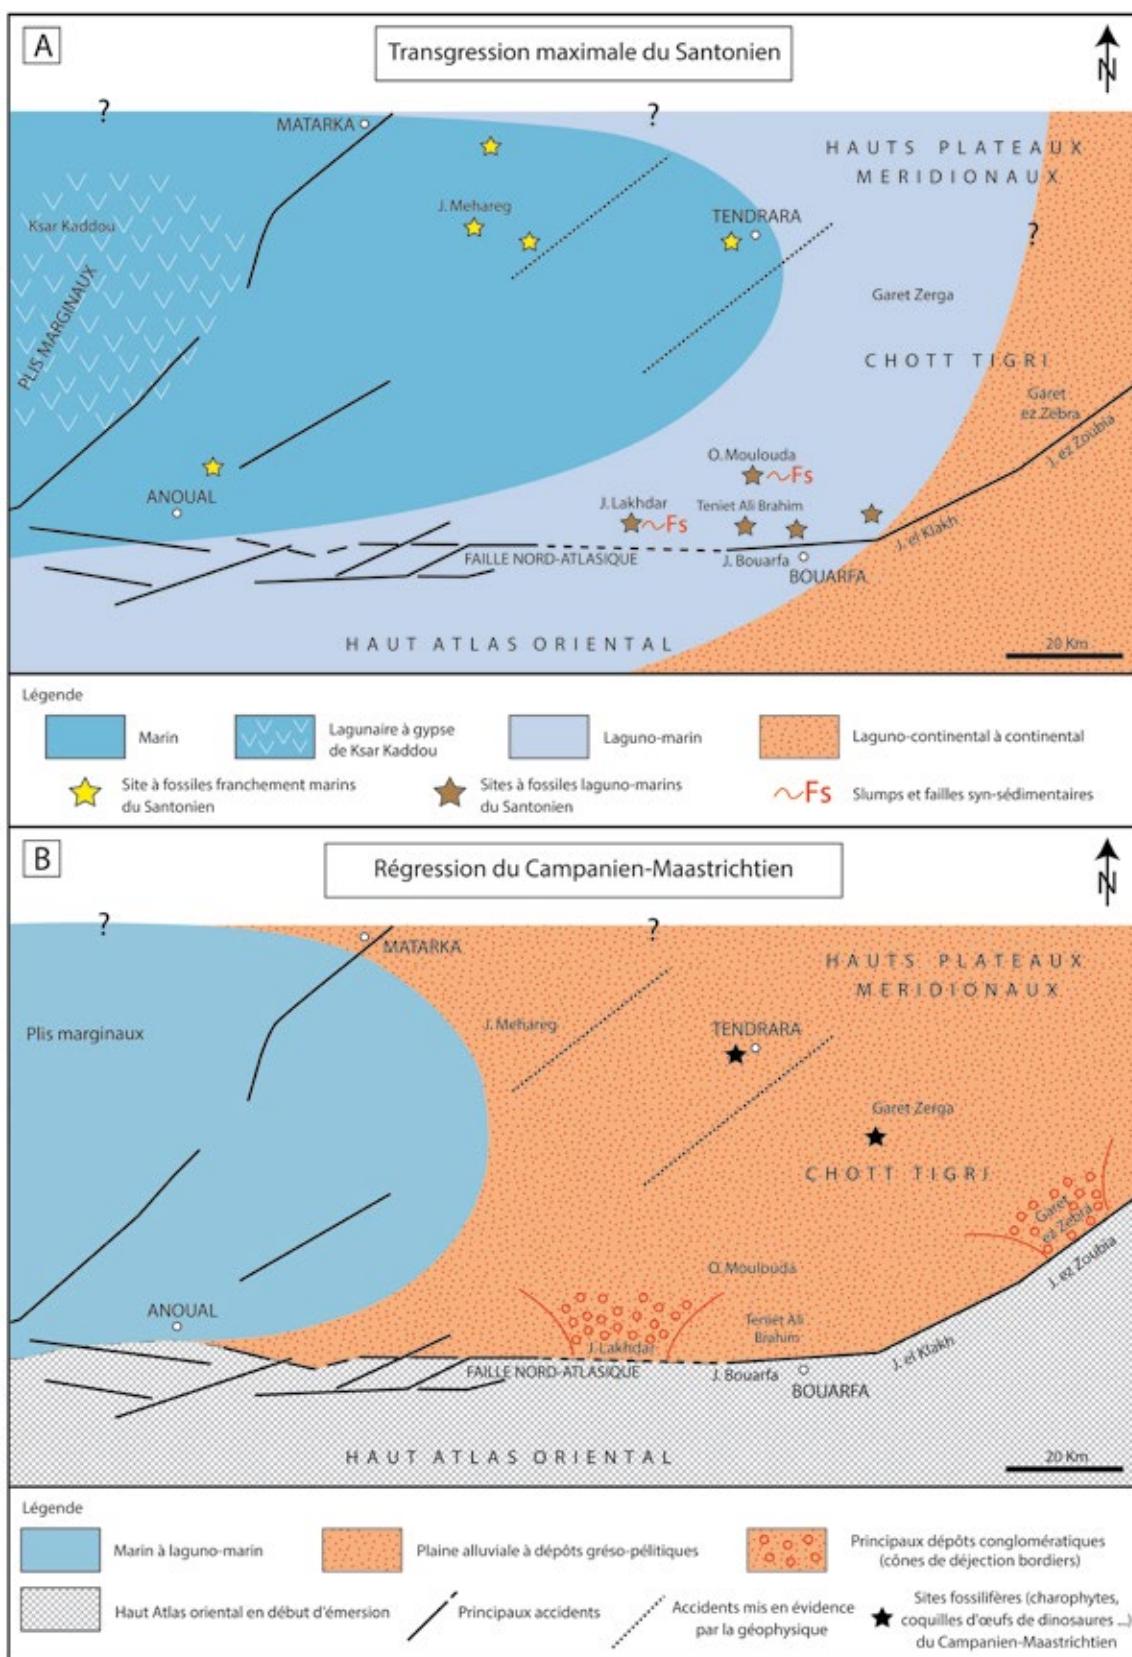 A
Transgression maximale du Santonien
N
?
?
MATARKA
HAUTS PLATEAUX
MERIDIONAUX
J. Mehareg
TENDRARA
Ksar Kaddou
?
PLIS MARGINAUX
Garet Zerga
CHOTT TIGRI
Garet
ez Zebra
J. ez Zoubia
O. Moulouda
Fs
ANOUAL
J. Lakhdar
Fs
Teniet Ali Brahim
J. el Klakh
FAILLE NORD-ATLASIQUE
J. Bouarfa
BOUARFA
HAUT ATLAS ORIENTAL
20 Km
Légende
Marin
Lagunaire à gypse
de Ksar Kaddou
Laguno-marin
Laguno-continental à continental
Site à fossiles franchement marins
du Santonien
Sites à fossiles laguno-marins
du Santonien
Fs
Slumps et failles syn-sédimentaires
B
Régression du Campanien-Maastrichtien
N
?
?
MATARKA
HAUTS PLATEAUX
MERIDIONAUX
Plis marginaux
J. Mehareg
TENDRARA
Garet Zerga
CHOTT TIGRI
Garet
ez Zebra
J. ez Zoubia
O. Moulouda
ANOUAL
Teniet Ali
Brahim
J. Lakhdar
J. el Klakh
FAILLE NORD-ATLASIQUE
J. Bouarfa
BOUARFA
HAUT ATLAS ORIENTAL
20 Km
Légende
Marin à laguno-marin
Plaine alluviale à dépôts gréso-pélitiques
Principaux dépôts conglomératiques
(cônes de déjection bordiers)
Haut Atlas oriental en début d'émersion
Principaux accidents
Accidents mis en évidence
par la géophysique
Sites fossilifères (charophytes,
coquilles d'œufs de dinosaures ...)
du Campanien-Maastrichtien